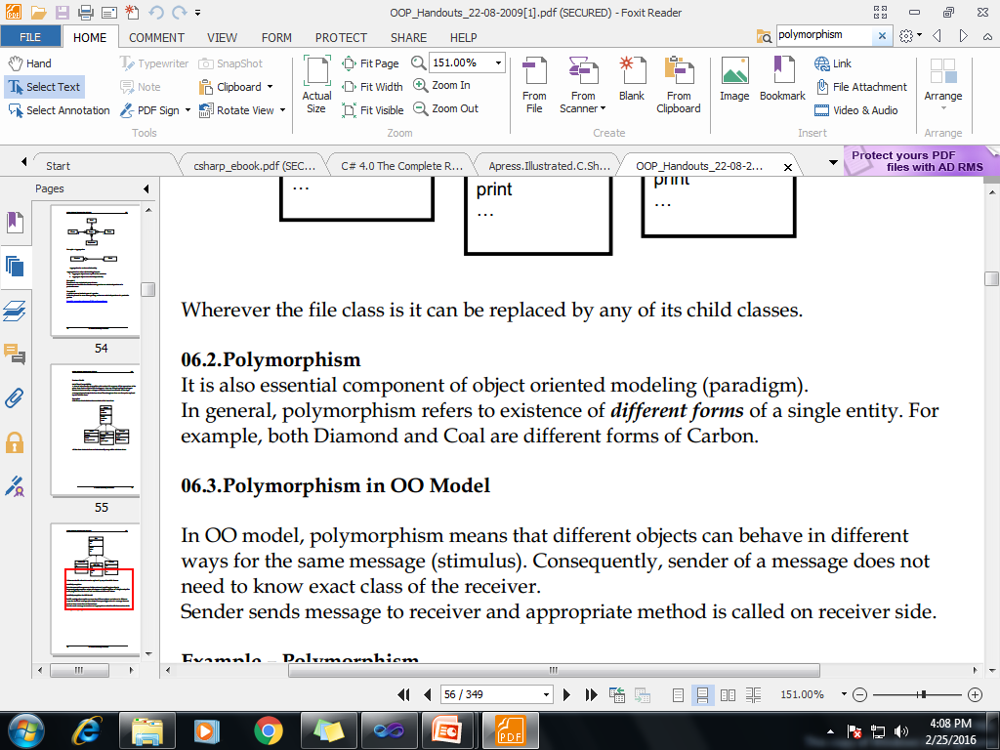 OOP_Handouts_22-08-2009[1].pdf (SECURED) - Foxit Reader
FILE HOME COMMENT VIEW FORM PROTECT SHARE HELP polymorphism
Hand Typewriter SnapShot Fit Page 151.00% Link
Select Text Note Clipboard Fit Width Zoom In File Attachment
Select Annotation PDF Sign Rotate View Fit Visible Zoom Out Video & Audio
Actual Size
From File
From Scanner
Blank
From Clipboard
Image
Bookmark
Arrange
Tools Zoom Create Insert Arrange
Start csharp_ebook.pdf (SEC... C# 4.0 The Complete R... Apress.Illustrated.C.Sh... OOP_Handouts_22-08-2...
Protect yours PDF
files with AD RMS
Pages
54
55
...
print
...
print
...
Wherever the file class is it can be replaced by any of its child classes.
06.2.Polymorphism
It is also essential component of object oriented modeling (paradigm).
In general, polymorphism refers to existence of different forms of a single entity. For
example, both Diamond and Coal are different forms of Carbon.
06.3.Polymorphism in OO Model
In OO model, polymorphism means that different objects can behave in different
ways for the same message (stimulus). Consequently, sender of a message does not
need to know exact class of the receiver.
Sender sends message to receiver and appropriate method is called on receiver side.
Example – Polymorphism
56 / 349 151.00%
PDF
4:08 PM
2/25/2016